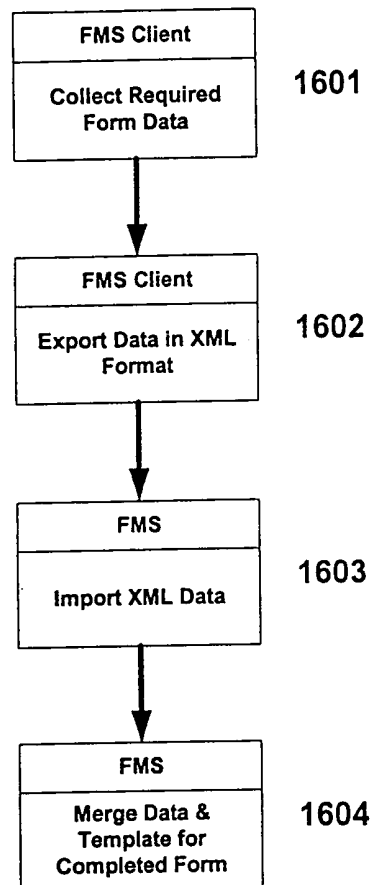 FMS Client
1601
Collect Required
Form Data
FMS Client
1602
Export Data in XML
Format
FMS
1603
Import XML Data
FMS
1604
Merge Data &
Template for
Completed Form